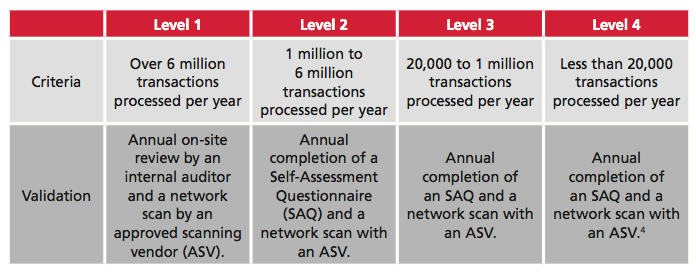 Level 1
Level 2
Level 3
Level 4
Criteria
Over 6 million
transactions
processed per year
1 million to
6 million
transactions
processed per year
20,000 to 1 million
transactions
processed per year
Less than 20,000
transactions
processed per year
Validation
Annual on-site
review by an
internal auditor
and a network
scan by an
approved scanning
vendor (ASV).
Annual
completion of a
Self-Assessment
Questionnaire
(SAQ) and a
network scan with
an ASV.
Annual
completion of
an SAQ and a
network scan with
an ASV.
Annual
completion of
an SAQ and a
network scan with
an ASV.⁴